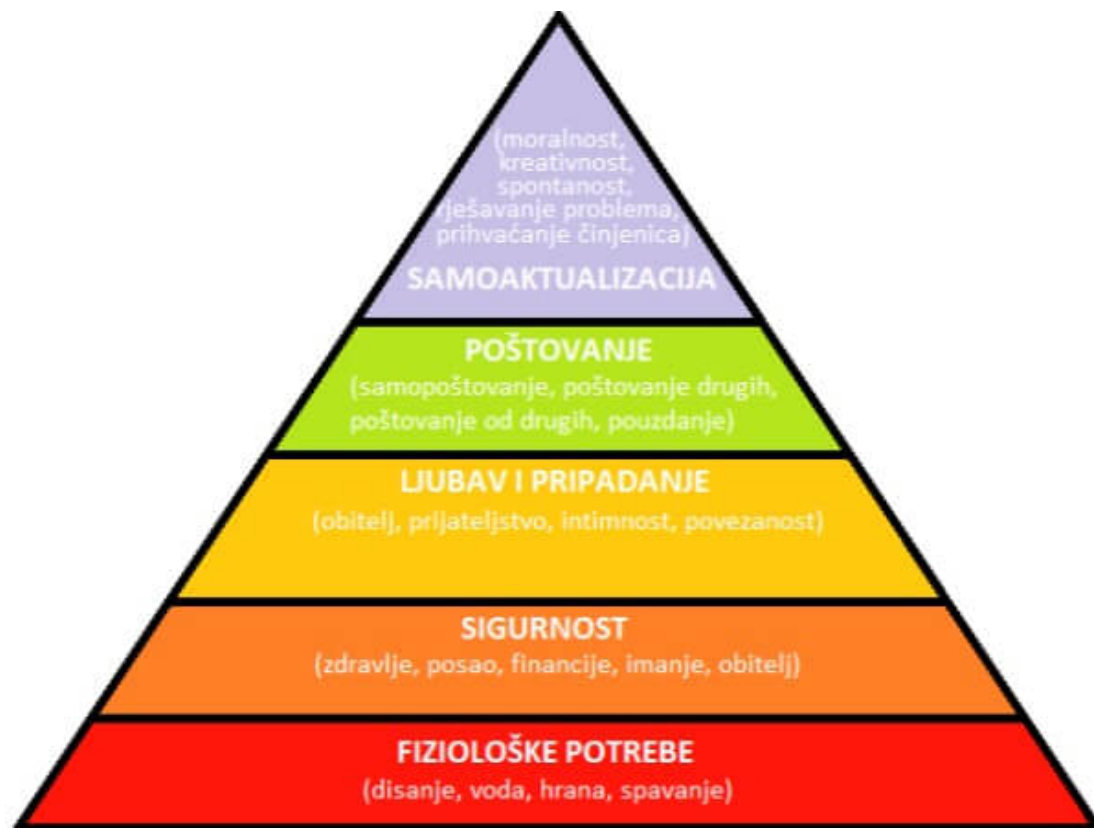 (moralnost,
kreativnost,
spontanost,
rješavanje problema,
prihvaćanje činjenica)
SAMOAKTUALIZACIJA
POŠTOVANJE
(samopoštovanje, poštovanje drugih,
poštovanje od drugih, pouzdanje)
LJUBAV I PRIPADANJE
(obitelj, prijateljstvo, intimnost, povezanost)
SIGURNOST
(zdravlje, posao, financije, imanje, obitelj)
FIZIOLOŠKE POTREBE
(disanje, voda, hrana, spavanje)